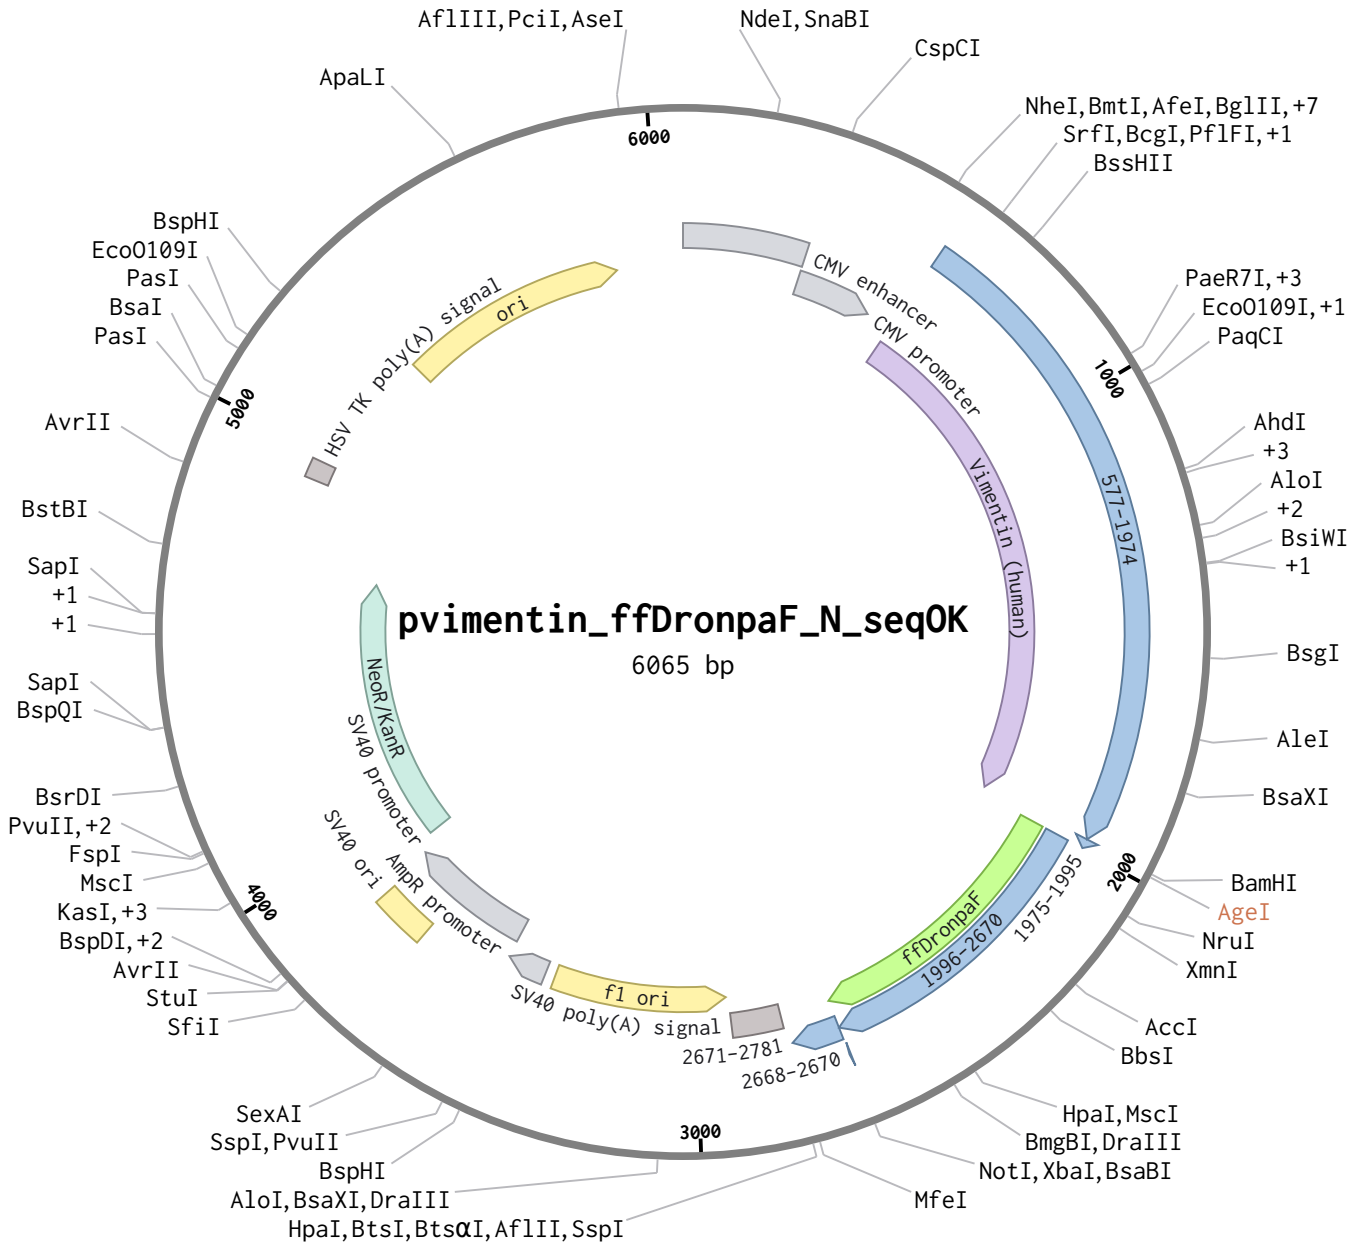 AflIII,PciI,AseI
NdeI,SnaBI
CspCI
ApaLI
NheI,BmtI,AfeI,BglII,+7
SrfI,BcgI,PflFI,+1
BssHII
6000
BspHI
EcoO109I
PasI
BsaI
PasI
PaeR7I,+3
EcoO109I,+1
PaqCI
CMV enhancer
CMV promoter
HSV TK poly(A) signal
ori
1000
5000
AvrII
AhdI
+3
AloI
+2
BsiWI
+1
577-1974
Vimentin (human)
BstBI
SapI
+1
+1
pvimentin_ffDronpaF_N_seqOK
6065 bp
BsgI
SapI
BspQI
NeoR/KanR
SV40 promoter
AleI
BsaXI
BsrDI
PvuII,+2
FspI
MscI
KasI,+3
BspDI,+2
AvrII
StuI
SfiI
SV40 ori
AmpR promoter
4000
2000
BamHI
AgeI
NruI
XmnI
1975-1995
ffDronpaF
1996-2670
f1 ori
SV40 poly(A) signal
2671-2781
2668-2670
AccI
BbsI
SexAI
SspI,PvuII
BspHI
AloI,BsaXI,DraIII
HpaI,BtsI,BtsαI,AflII,SspI
3000
HpaI,MscI
BmgBI,DraIII
NotI,XbaI,BsaBI
MfeI